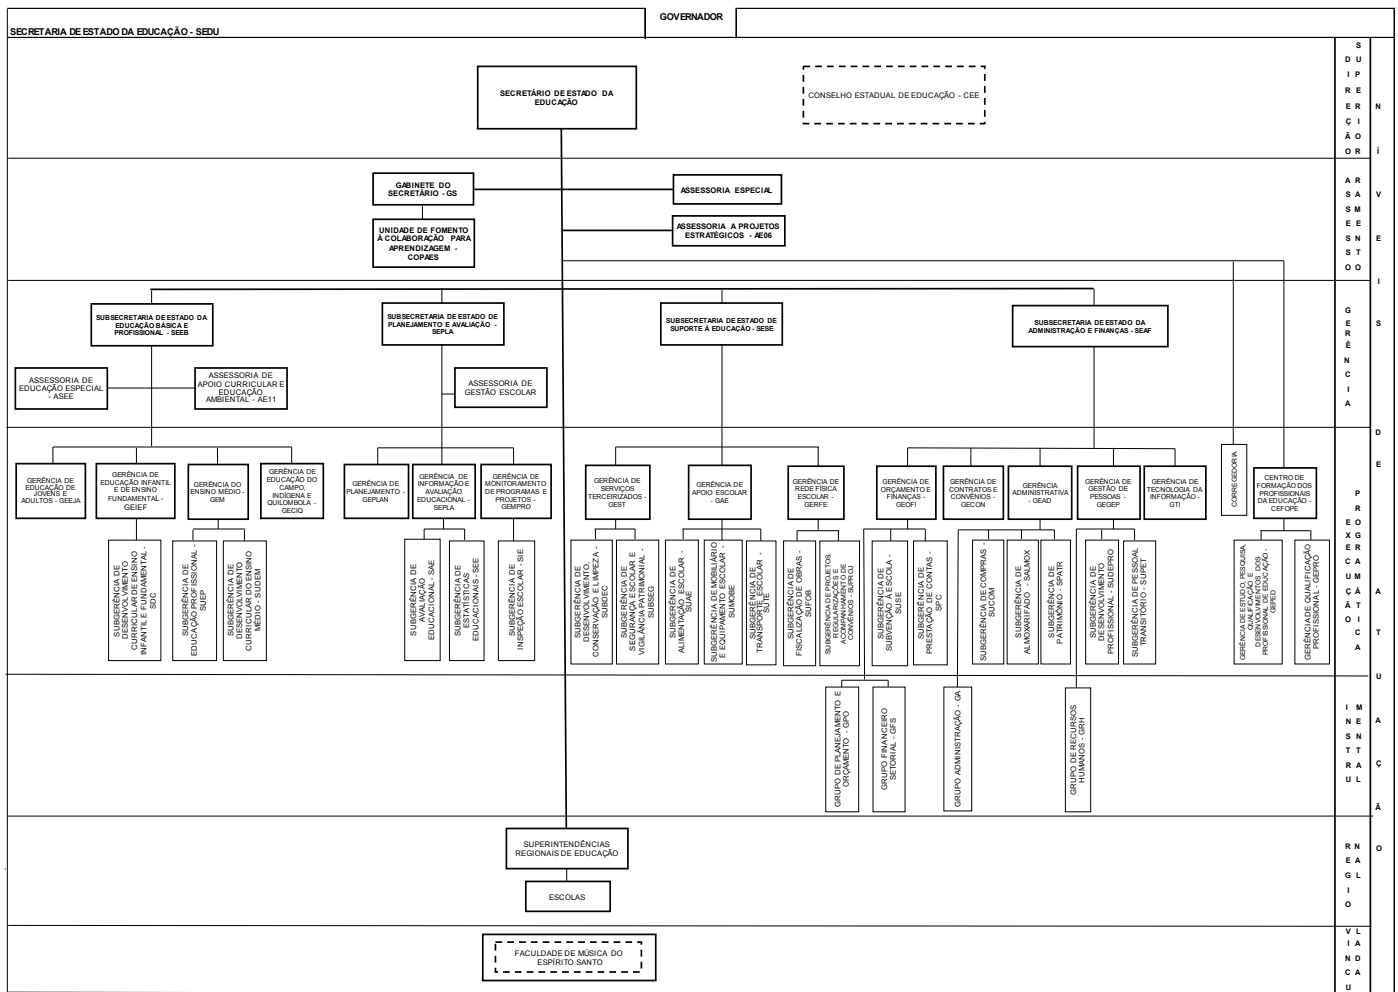 GOVERNADOR
SECRETARIA DE ESTADO DA EDUCAÇÃO - SEDU
SECRETÁRIO DE ESTADO DA
EDUCAÇÃO
CONSELHO ESTADUAL DE EDUCAÇÃO - CEE
DIREÇÃO
SUPERIOR
GABINETE DO
SECRETÁRIO - GS
ASSESSORIA ESPECIAL
UNIDADE DE FOMENTO
À COLABORAÇÃO PARA
APRENDIZAGEM -
COPAES
ASSESSORIA A PROJETOS
ESTRATÉGICOS - AE06
ASSESSO
RAMENTO
SUBSECRETARIA DE ESTADO DA
EDUCAÇÃO BÁSICA E
PROFISSIONAL - SEEB
SUBSECRETARIA DE ESTADO DE
PLANEJAMENTO E AVALIAÇÃO -
SEPLA
SUBSECRETARIA DE ESTADO DE
SUPORTE À EDUCAÇÃO - SESE
SUBSECRETARIA DE ESTADO DA
ADMINISTRAÇÃO E FINANÇAS - SEAF
ASSESSORIA DE
EDUCAÇÃO ESPECIAL
- ASEE
ASSESSORIA DE
APOIO CURRICULAR E
EDUCAÇÃO
AMBIENTAL - AE11
ASSESSORIA DE
GESTÃO ESCOLAR
GERÊNCIA
GERÊNCIA DE
EDUCAÇÃO DE
JOVENS E
ADULTOS - GEEJA
GERÊNCIA DE
EDUCAÇÃO INFANTIL
E DE ENSINO
FUNDAMENTAL -
GEIEF
GERÊNCIA DO
ENSINO MÉDIO -
GEM
GERÊNCIA DE
EDUCAÇÃO DO
CAMPO,
INDÍGENA E
QUILOMBOLA -
GECIQ
GERÊNCIA DE
PLANEJAMENTO -
GEPLAN
GERÊNCIA DE
INFORMAÇÃO E
AVALIAÇÃO
EDUCACIONAL -
SEPLA
GERÊNCIA DE
MONITORAMENTO
DE PROGRAMAS E
PROJETOS -
GEMPRO
GERÊNCIA DE
SERVIÇOS
TERCEIRIZADOS -
GEST
GERÊNCIA DE
APOIO ESCOLAR -
GAE
GERÊNCIA DE
REDE FÍSICA
ESCOLAR -
GERFE
GERÊNCIA DE
ORÇAMENTO E
FINANÇAS -
GEOFI
GERÊNCIA DE
CONTRATOS E
CONVÊNIOS -
GECON
GERÊNCIA
ADMINISTRATIVA
- GEAD
GERÊNCIA DE
GESTÃO DE
PESSOAS -
GEGEP
GERÊNCIA DE
TECNOLOGIA DA
INFORMAÇÃO -
GTI
CORREGEDORIA
CENTRO DE
FORMAÇÃO DOS
PROFISSIONAIS
DA EDUCAÇÃO -
CEFOPE
SUBGERÊNCIA DE
DESENVOLVIMENTO
CURRICULAR DE ENSINO
INFANTIL E FUNDAMENTAL -
SDC
SUBGERÊNCIA DE
EDUCAÇÃO PROFISSIONAL -
SUEP
SUBGERÊNCIA DE
DESENVOLVIMENTO
CURRICULAR DO ENSINO
MÉDIO - SUDEM
SUBGERÊNCIA DE
AVALIAÇÃO
EDUCACIONAL - SAE
SUBGERÊNCIA DE
ESTATÍSTICAS
EDUCACIONAIS - SEE
SUBGERÊNCIA DE
INSPEÇÃO ESCOLAR - SIE
SUBGERÊNCIA DE
DESENVOLVIMENTO,
CONSERVAÇÃO E LIMPEZA -
SUBDEC
SUBGERÊNCIA DE
SEGURANÇA ESCOLAR E
VIGILÂNCIA PATRIMONIAL -
SUBSEG
SUBGERÊNCIA DE
ALIMENTAÇÃO ESCOLAR -
SUAE
SUBGERÊNCIA DE MOBILIÁRIO
E EQUIPAMENTO ESCOLAR -
SUMOBE
SUBGERÊNCIA DE
TRANSPORTE ESCOLAR -
SUTE
SUBGERÊNCIA DE
FISCALIZAÇÃO DE OBRAS -
SUFOB
SUBGERÊNCIA DE PROJETOS,
REGULARIZAÇÕES E
ACOMPANHAMENTO DE
CONVÊNIOS - SUPROJ
SUBGERÊNCIA DE
SUBVENÇÃO A ESCOLA -
SUSE
SUBGERÊNCIA DE
PRESTAÇÃO DE CONTAS -
SPC
SUBGERÊNCIA DE COMPRAS -
SUCOM
SUBGERÊNCIA DE
ALMOXARIFADO - SALMOX
SUBGERÊNCIA DE
PATRIMÔNIO - SPATR
SUBGERÊNCIA DE
DESENVOLVIMENTO
PROFISSIONAL - SUDEPRO
SUBGERÊNCIA DE PESSOAL
TRANSITÓRIO - SUPET
GERÊNCIA DE ESTUDO, PESQUISA,
QUALIFICAÇÃO E
DESENVOLVIMENTOS DOS
PROFISSIONAL DE EDUCAÇÃO -
GEPED
GERÊNCIA DE QUALIFICAÇÃO
PROFISSIONAL - GEPRO
EXECUÇÃO
PROGRAMÁTICA
GRUPO DE PLANEJAMENTO E
ORÇAMENTO - GPO
GRUPO FINANCEIRO
SETORIAL - GFS
GRUPO ADMINISTRAÇÃO - GA
GRUPO DE RECURSOS
HUMANOS - GRH
INSTRU
MENTAL
SUPERINTENDÊNCIAS
REGIONAIS DE EDUCAÇÃO
ESCOLAS
REGIO
NAL
FACULDADE DE MÚSICA DO
ESPÍRITO SANTO
VINCU
LADA
NÍVEIS DE ATUAÇÃO